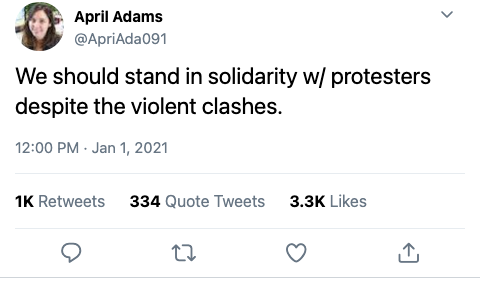 April Adams
@ApriAda091
We should stand in solidarity w/ protesters
despite the violent clashes.
12:00 PM · Jan 1, 2021
1K Retweets 334 Quote Tweets 3.3K Likes